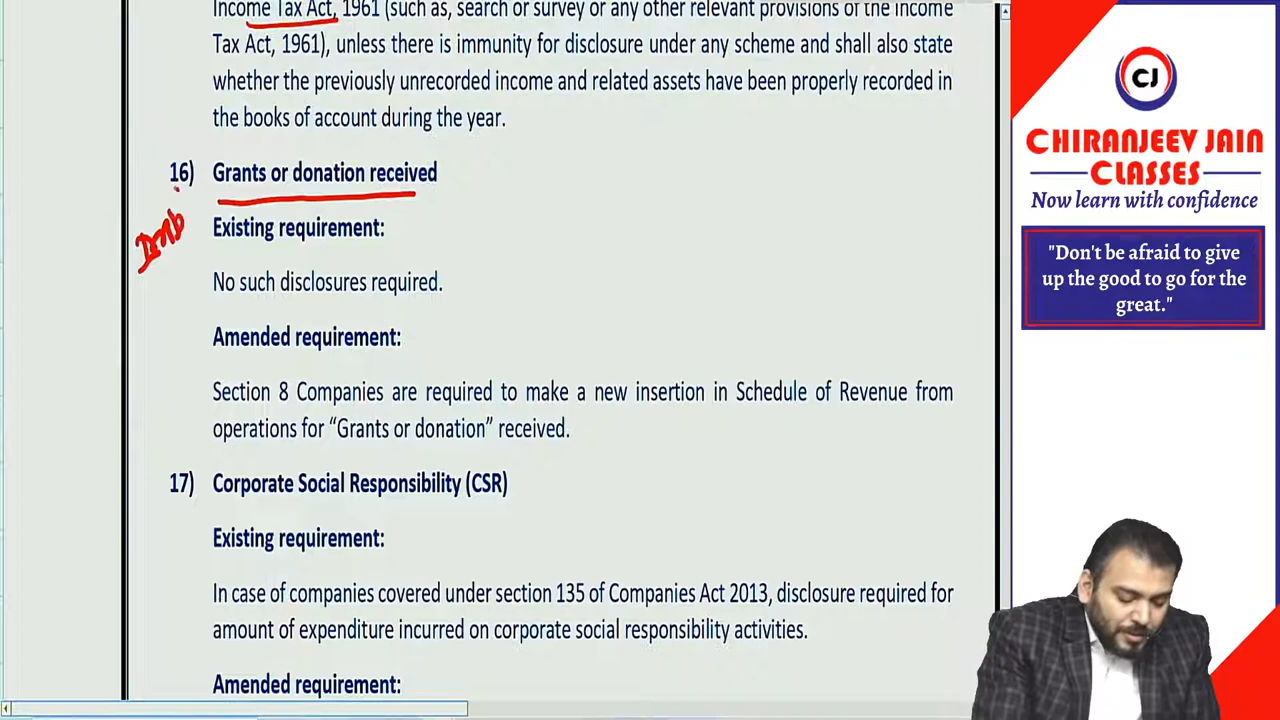 Income Tax Act, 1961 (such as, search or survey or any other relevant provisions of the Income
Tax Act, 1961), unless there is immunity for disclosure under any scheme and shall also state
whether the previously unrecorded income and related assets have been properly recorded in
the books of account during the year.
16) Grants or donation received
Existing requirement:
No such disclosures required.
Amended requirement:
Section 8 Companies are required to make a new insertion in Schedule of Revenue from
operations for “Grants or donation” received.
17) Corporate Social Responsibility (CSR)
Existing requirement:
In case of companies covered under section 135 of Companies Act 2013, disclosure required for
amount of expenditure incurred on corporate social responsibility activities.
Amended requirement:
CJ
CHIRANJEEV JAIN
CLASSES
Now learn with confidence
"Don't be afraid to give
up the good to go for the
great."